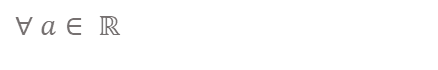 ∀ 𝑎 ∈ ℝ